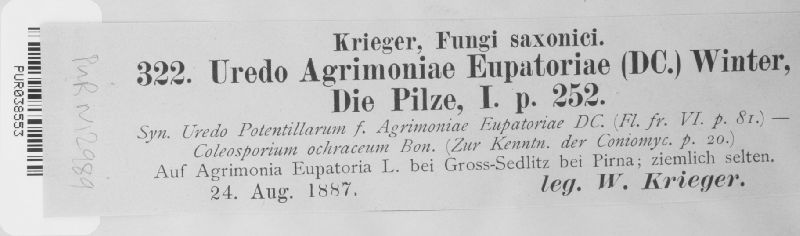 PUR038553
PUR N12989
Krieger, Fungi saxonici.
322. Uredo Agrimoniae Eupatoriae (DC.) Winter,
Die Pilze, I. p. 252.
Syn. Uredo Potentillarum f. Agrimoniae Eupatoriae DC. (Fl. fr. VI. p. 81.) —
Coleosporium ochraceum Bon. (Zur Kenntn. der Coniomyc. p. 20.)
Auf Agrimonia Eupatoria L. bei Gross-Sedlitz bei Pirna; ziemlich selten.
24. Aug. 1887. leg. W. Krieger.